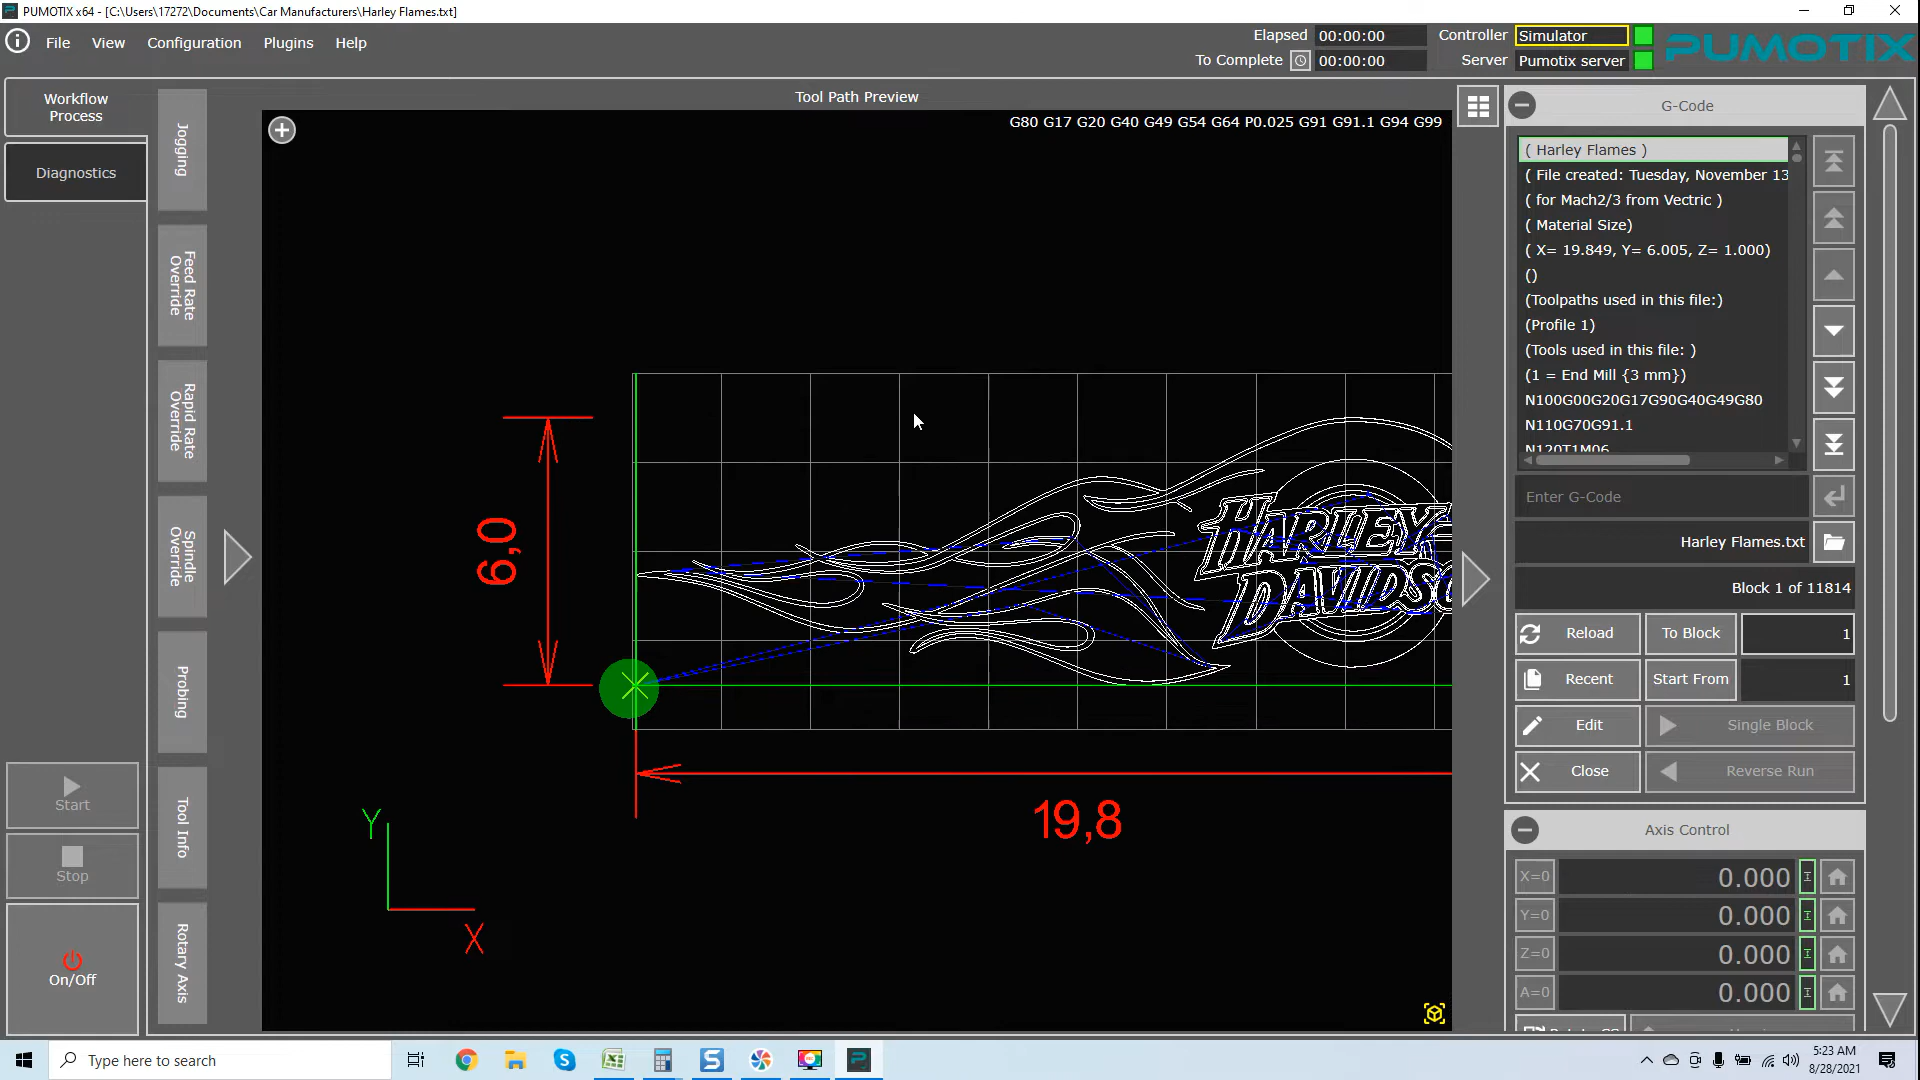 PUMOTIX x64 - [C:\Users\17272\Documents\Car Manufacturers\Harley Flames.txt]
File
View
Configuration
Plugins
Help
Elapsed
00:00:00
Controller
Simulator
To Complete
00:00:00
Server
Pumotix server
PUMOTIX
Workflow
Process
Diagnostics
Jogging
Feed Rate
Override
Rapid Rate
Override
Spindle
Override
Probing
Tool Info
Rotary Axis
Start
Stop
On/Off
Tool Path Preview
G80 G17 G20 G40 G49 G54 G64 P0.025 G91 G91.1 G94 G99
6,0
19,8
Y
X
HARLEY-
DAVIDSO
G-Code
( Harley Flames )
( File created: Tuesday, November 13
( for Mach2/3 from Vectric )
( Material Size)
( X= 19.849, Y= 6.005, Z= 1.000)
()
(Toolpaths used in this file:)
(Profile 1)
(Tools used in this file: )
(1 = End Mill {3 mm})
N100G00G20G17G90G40G49G80
N110G70G91.1
N120T1M06
Enter G-Code
Harley Flames.txt
Block 1 of 11814
Reload
To Block
1
Recent
Start From
1
Edit
Single Block
Close
Reverse Run
Axis Control
X=0
0.000
Y=0
0.000
Z=0
0.000
A=0
0.000
Type here to search
5:23 AM
8/28/2021